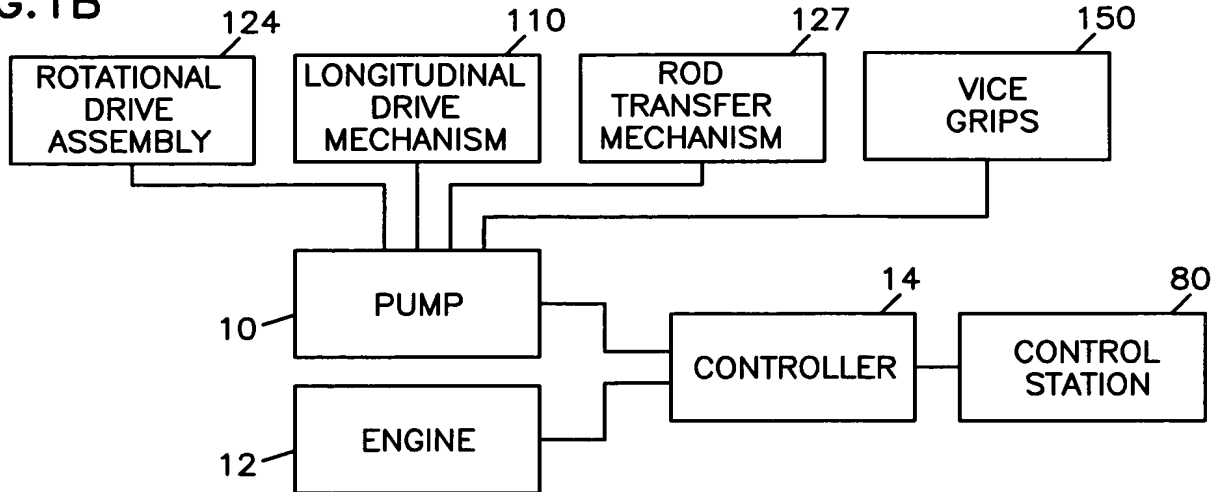 G.1B
124
110
127
150
ROTATIONAL
DRIVE
ASSEMBLY
LONGITUDINAL
DRIVE
MECHANISM
ROD
TRANSFER
MECHANISM
VICE
GRIPS
PUMP
10
14
80
CONTROLLER
CONTROL
STATION
ENGINE
12